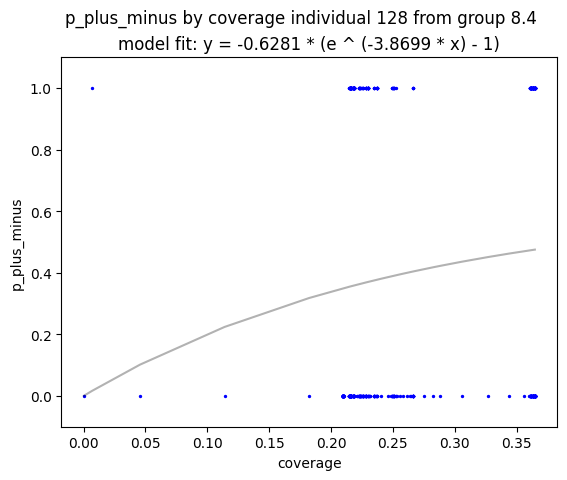 p_plus_minus by coverage individual 128 from group 8.4
model fit: y = -0.6281 * (e ^ (-3.8699 * x) - 1)
1.0
0.8
0.6
0.4
0.2
0.0
p_plus_minus
0.00 0.05 0.10 0.15 0.20 0.25 0.30 0.35
coverage